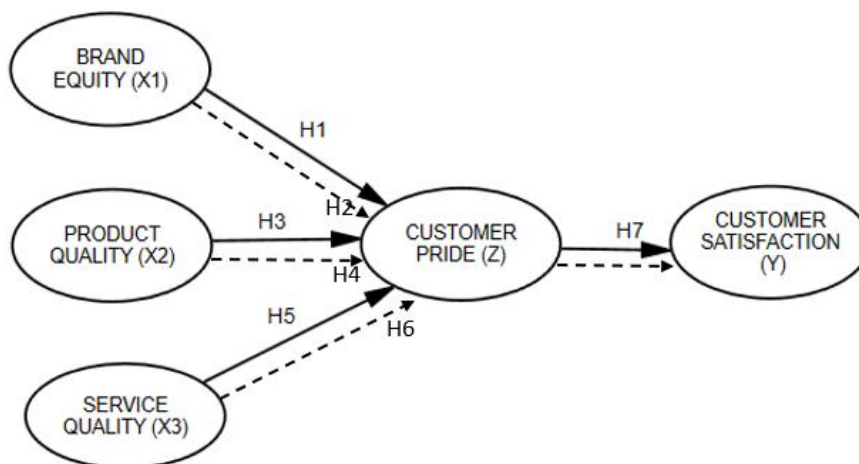 BRAND
EQUITY (X1)
H1
H2
PRODUCT
QUALITY (X2)
H3
H4
CUSTOMER
PRIDE (Z)
H7
CUSTOMER
SATISFACTION
(Y)
H5
H6
SERVICE
QUALITY (X3)